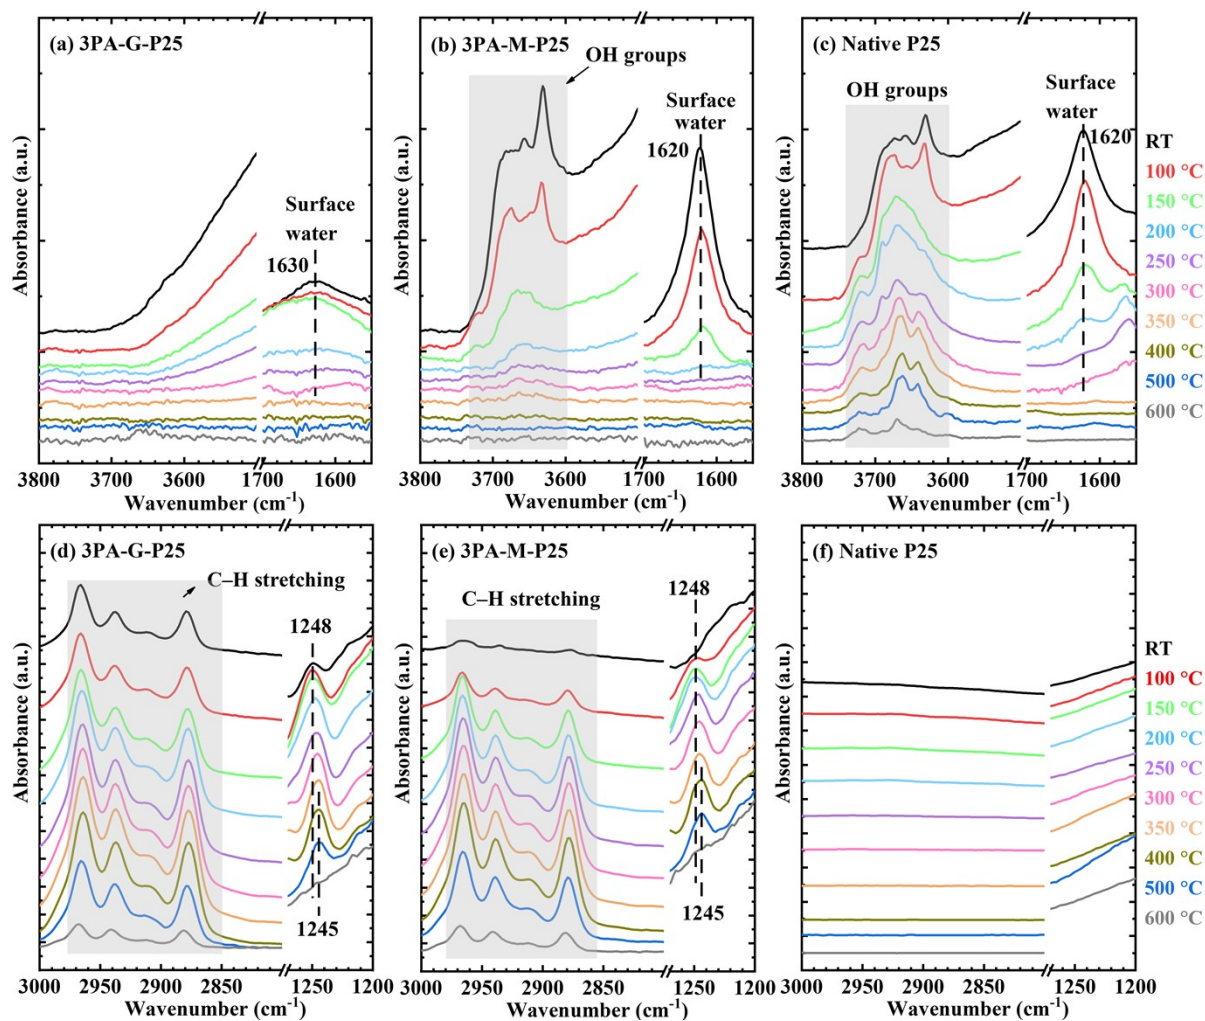 (a) 3PA-G-P25
Surface
water
1630
Absorbance (a.u.)
3800 3700 3600 1700 1600
Wavenumber (cm-1)
(b) 3PA-M-P25
OH groups
Surface
water
1620
Absorbance (a.u.)
3800 3700 3600 1700 1600
Wavenumber (cm-1)
(c) Native P25
OH groups
Surface
water
1620
Absorbance (a.u.)
3800 3700 3600 1700 1600
Wavenumber (cm-1)
RT
100 °C
150 °C
200 °C
250 °C
300 °C
350 °C
400 °C
500 °C
600 °C
(d) 3PA-G-P25
C–H stretching
1248
1245
Absorbance (a.u.)
3000 2950 2900 2850 1250 1200
Wavenumber (cm-1)
(e) 3PA-M-P25
C–H stretching
1248
1245
Absorbance (a.u.)
3000 2950 2900 2850 1250 1200
Wavenumber (cm-1)
(f) Native P25
Absorbance (a.u.)
3000 2950 2900 2850 1250 1200
Wavenumber (cm-1)
RT
100 °C
150 °C
200 °C
250 °C
300 °C
350 °C
400 °C
500 °C
600 °C